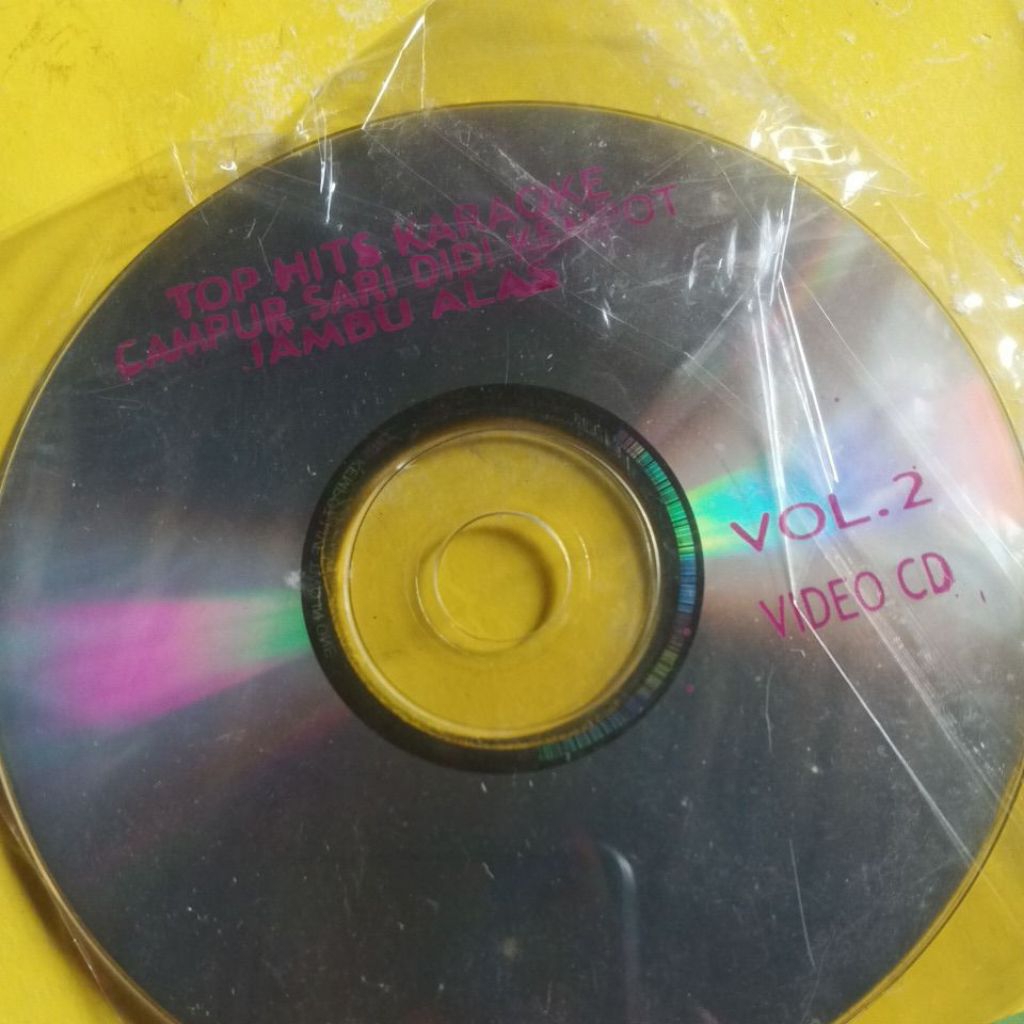 TOP HITS KARAOKE
CAMPUR SARI DIDI KEMPOT
JAMBU ALAS
VOL.2
VIDEO CD